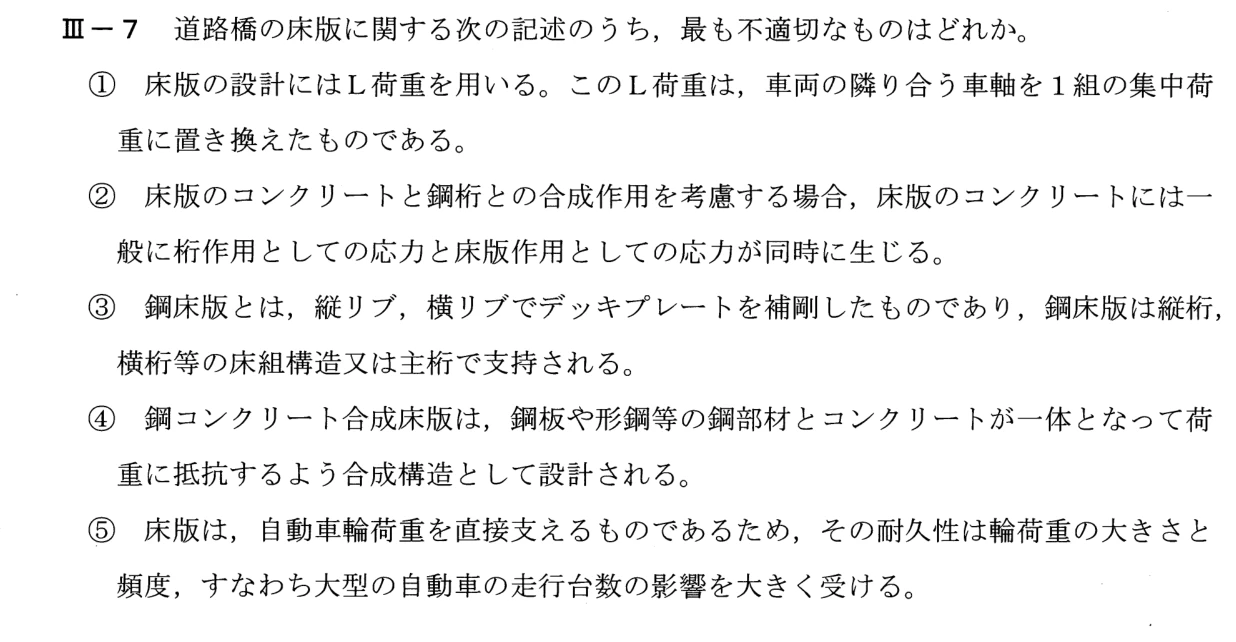 Ⅲ－7　道路橋の床版に関する次の記述のうち，最も不適切なものはどれか。
①　床版の設計にはＬ荷重を用いる。このＬ荷重は，車両の隣り合う車軸を１組の集中荷
重に置き換えたものである。
②　床版のコンクリートと鋼桁との合成作用を考慮する場合，床版のコンクリートには一
般に桁作用としての応力と床版作用としての応力が同時に生じる。
③　鋼床版とは，縦リブ，横リブでデッキプレートを補剛したものであり，鋼床版は縦桁，
横桁等の床組構造又は主桁で支持される。
④　鋼コンクリート合成床版は，鋼板や形鋼等の鋼部材とコンクリートが一体となって荷
重に抵抗するよう合成構造として設計される。
⑤　床版は，自動車輪荷重を直接支えるものであるため，その耐久性は輪荷重の大きさと
頻度，すなわち大型の自動車の走行台数の影響を大きく受ける。